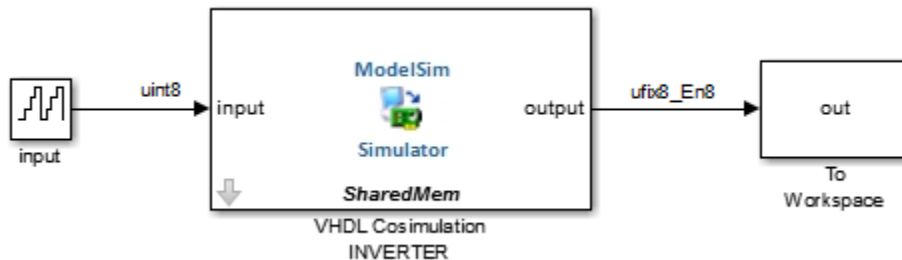 uint8
input
input
ModelSim
Simulator
SharedMem
output
VHDL Cosimulation
INVERTER
ufix8_En8
out
To
Workspace